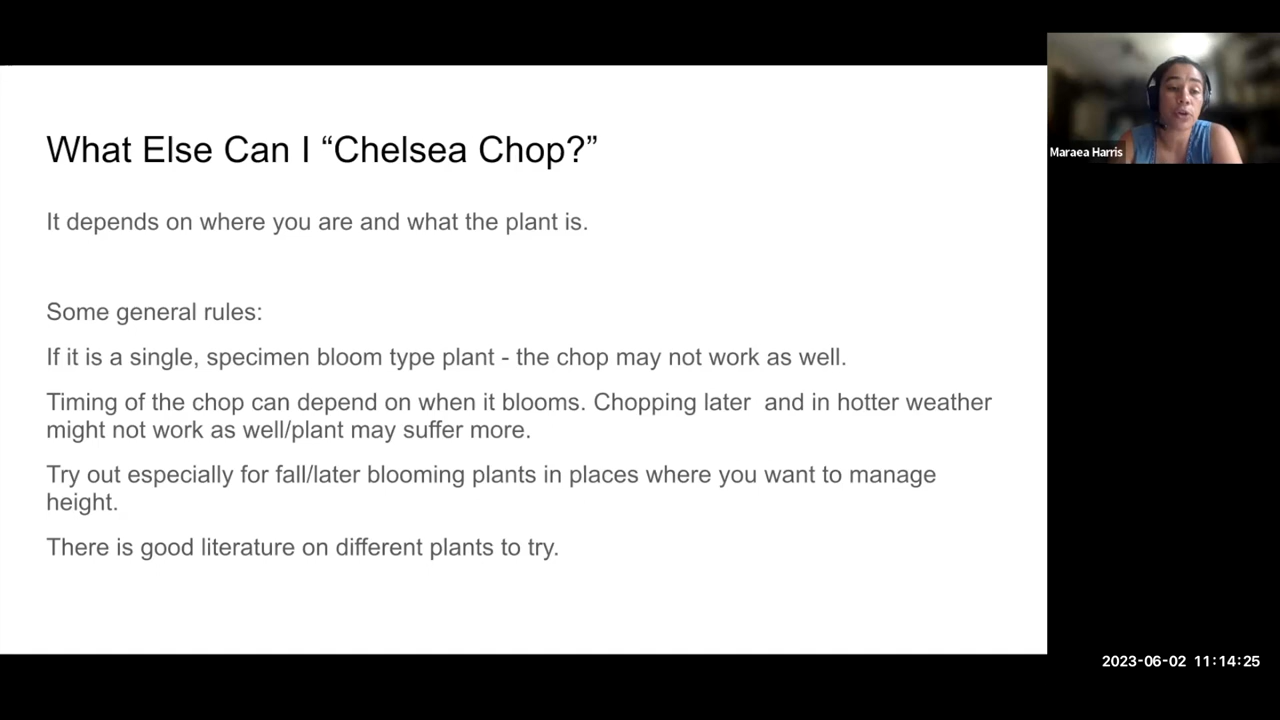 What Else Can I “Chelsea Chop?”
It depends on where you are and what the plant is.
Some general rules:
If it is a single, specimen bloom type plant - the chop may not work as well.
Timing of the chop can depend on when it blooms. Chopping later  and in hotter weather
might not work as well/plant may suffer more.
Try out especially for fall/later blooming plants in places where you want to manage
height.
There is good literature on different plants to try.
Maraea Harris
2023-06-02 11:14:25